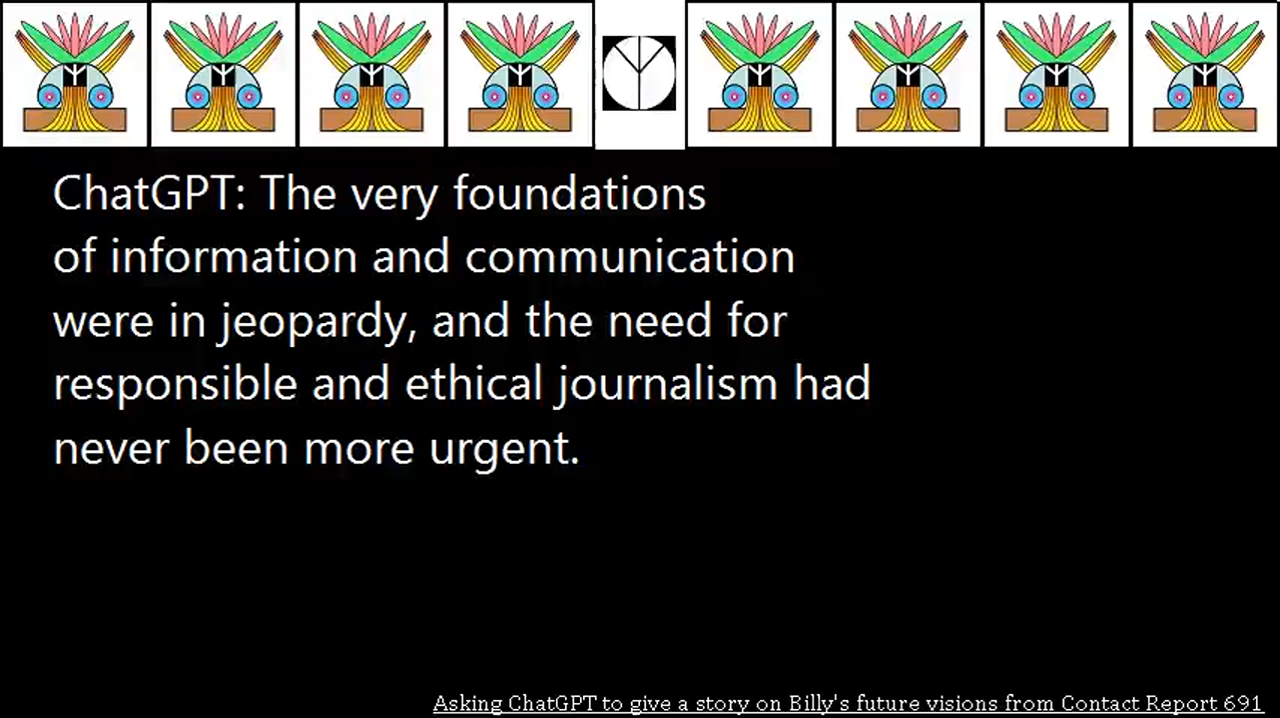 ChatGPT: The very foundations
of information and communication
were in jeopardy, and the need for
responsible and ethical journalism had
never been more urgent.
Asking ChatGPT to give a story on Billy's future visions from Contact Report 691